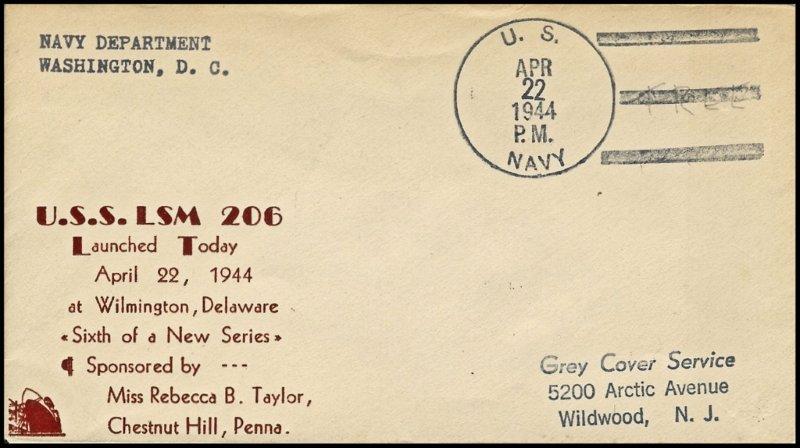 NAVY DEPARTMENT
WASHINGTON, D. C.
U. S.
APR
22
1944
P.M.
NAVY
FREE
U.S.S. LSM 206
Launched Today
April 22, 1944
at Wilmington, Delaware
«Sixth of a New Series»
¶ Sponsored by ---
Miss Rebecca B. Taylor,
Chestnut Hill, Penna.
Grey Cover Service
5200 Arctic Avenue
Wildwood, N. J.